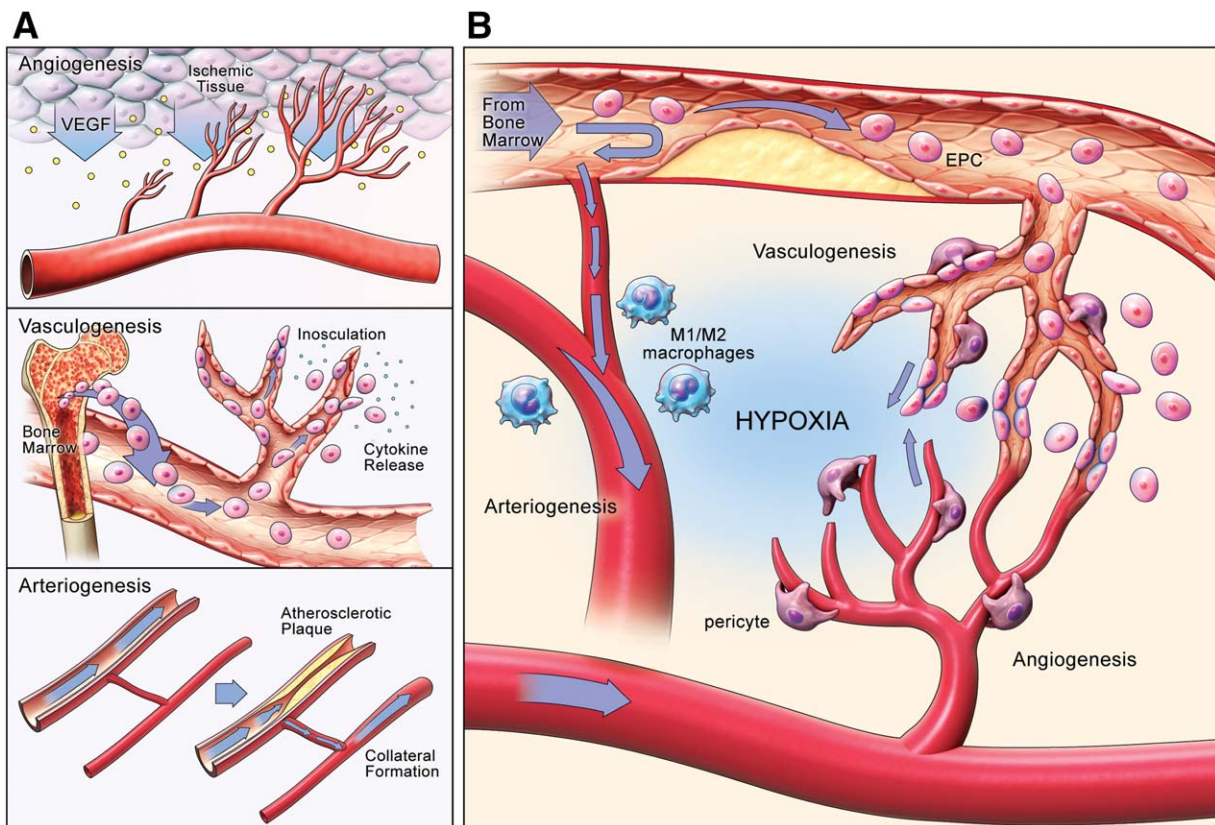 A
Angiogenesis
Ischemic
Tissue
VEGF
Vasculogenesis
Inosculation
Bone
Marrow
Cytokine
Release
Arteriogenesis
Atherosclerotic
Plaque
Collateral
Formation
B
From
Bone
Marrow
EPC
Vasculogenesis
M1/M2
macrophages
HYPOXIA
Arteriogenesis
pericyte
Angiogenesis